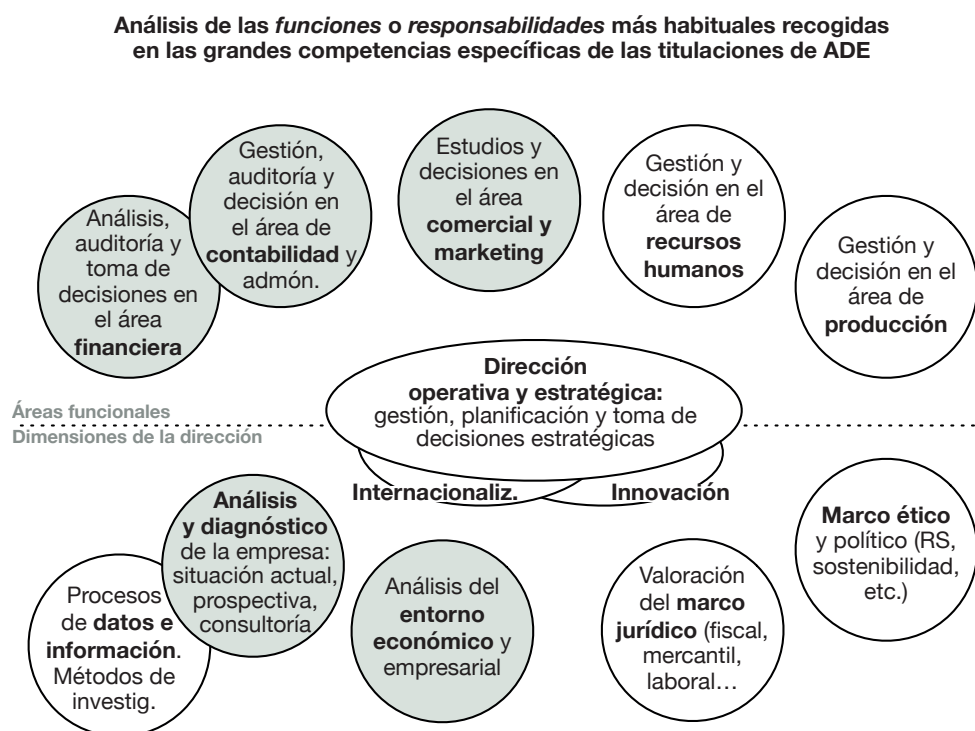 Análisis de las funciones o responsabilidades más habituales recogidas
en las grandes competencias específicas de las titulaciones de ADE
Análisis,
auditoría y
toma de
decisiones en
el área
financiera
Gestión,
auditoría y
decisión en
el área de
contabilidad y
admón.
Estudios y
decisiones en
el área
comercial y
marketing
Gestión y
decisión en el
área de
recursos
humanos
Gestión y
decisión en el
área de
producción
Dirección
operativa y estratégica:
gestión, planificación y toma de
decisiones estratégicas
Áreas funcionales
Dimensiones de la dirección
Internacionaliz.
Innovación
Procesos
de datos e
información.
Métodos de
investig.
Análisis
y diagnóstico
de la empresa:
situación actual,
prospectiva,
consultoría
Análisis del
entorno
económico y
empresarial
Valoración
del marco
jurídico (fiscal,
mercantil,
laboral…
Marco ético
y político (RS,
sostenibilidad,
etc.)